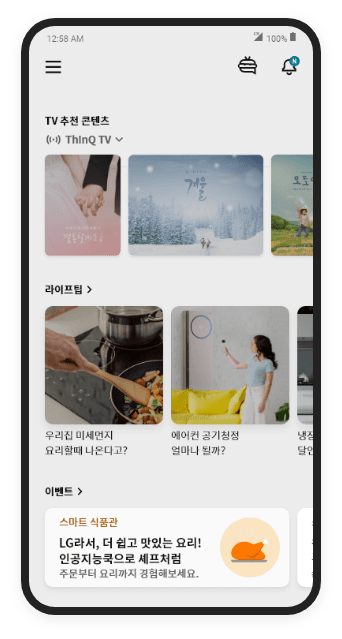 12:58 AM
100%
N
TV 추천 콘텐츠
ThinQ TV
겨울
라이프팁
우리집 미세먼지
요리할때 나온다고?
에어컨 공기청정
얼마나 될까?
냉장
이벤트
스마트 식품관
LG라서, 더 쉽고 맛있는 요리!
인공지능쿡으로 셰프처럼
주문부터 요리까지 경험해보세요.